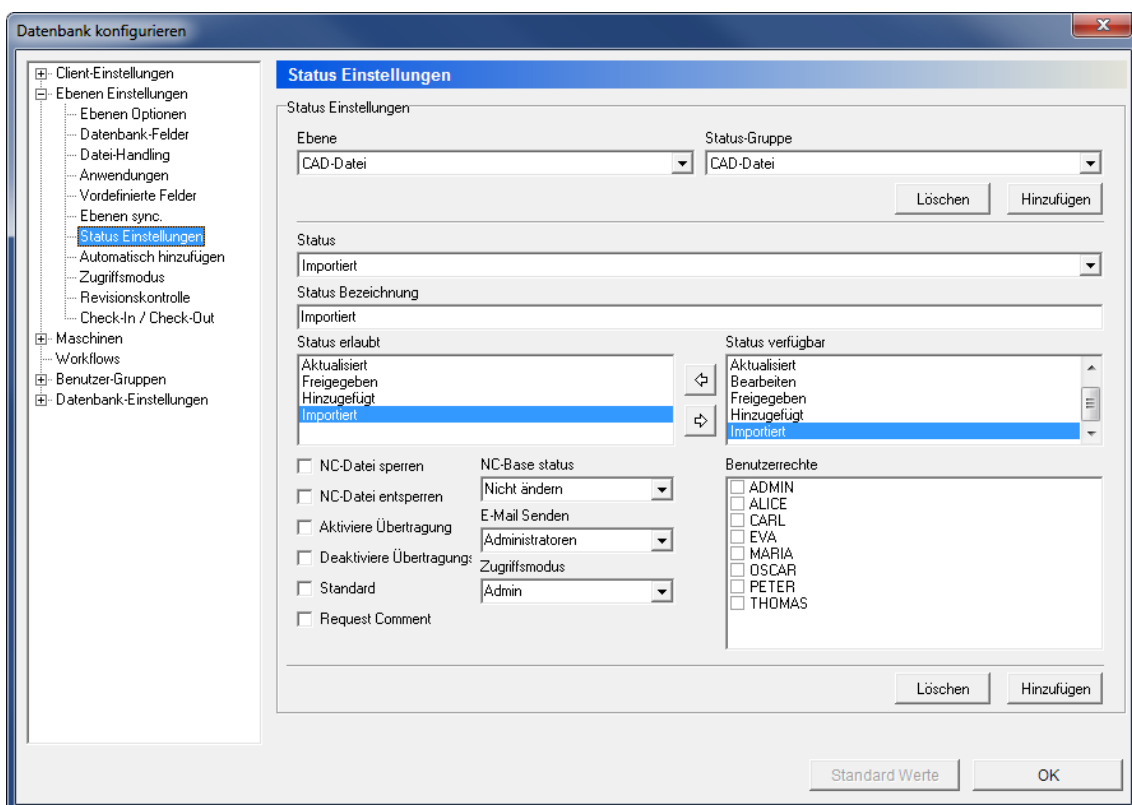 Datenbank konfigurieren
Client-Einstellungen
Ebenen Einstellungen
Ebenen Optionen
Datenbank-Felder
Datei-Handling
Anwendungen
Vordefinierte Felder
Ebenen sync.
Status Einstellungen
Automatisch hinzufügen
Zugriffsmodus
Revisionskontrolle
Check-In / Check-Out
Maschinen
Workflows
Benutzer-Gruppen
Datenbank-Einstellungen
Status Einstellungen
Status Einstellungen
Ebene
CAD-Datei
Status-Gruppe
CAD-Datei
Löschen
Hinzufügen
Status
Importiert
Status Bezeichnung
Importiert
Status erlaubt
Aktualisiert
Freigegeben
Hinzugefügt
Importiert
Status verfügbar
Aktualisiert
Bearbeiten
Freigegeben
Hinzugefügt
Importiert
NC-Datei sperren
NC-Datei entsperren
Aktiviere Übertragung
Deaktiviere Übertragungs
Standard
Request Comment
NC-Base status
Nicht ändern
E-Mail Senden
Administratoren
Zugriffsmodus
Admin
Benutzerrechte
ADMIN
ALICE
CARL
EVA
MARIA
OSCAR
PETER
THOMAS
Löschen
Hinzufügen
Standard Werte
OK